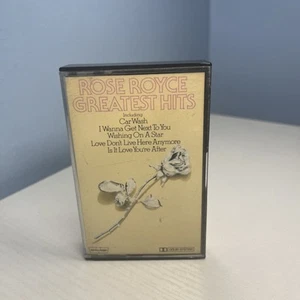 ROSE ROYCE
GREATEST HITS
Including
Car Wash
I Wanna Get Next To You
Wishing On A Star
Love Don't Live Here Anymore
Is It Love You're After